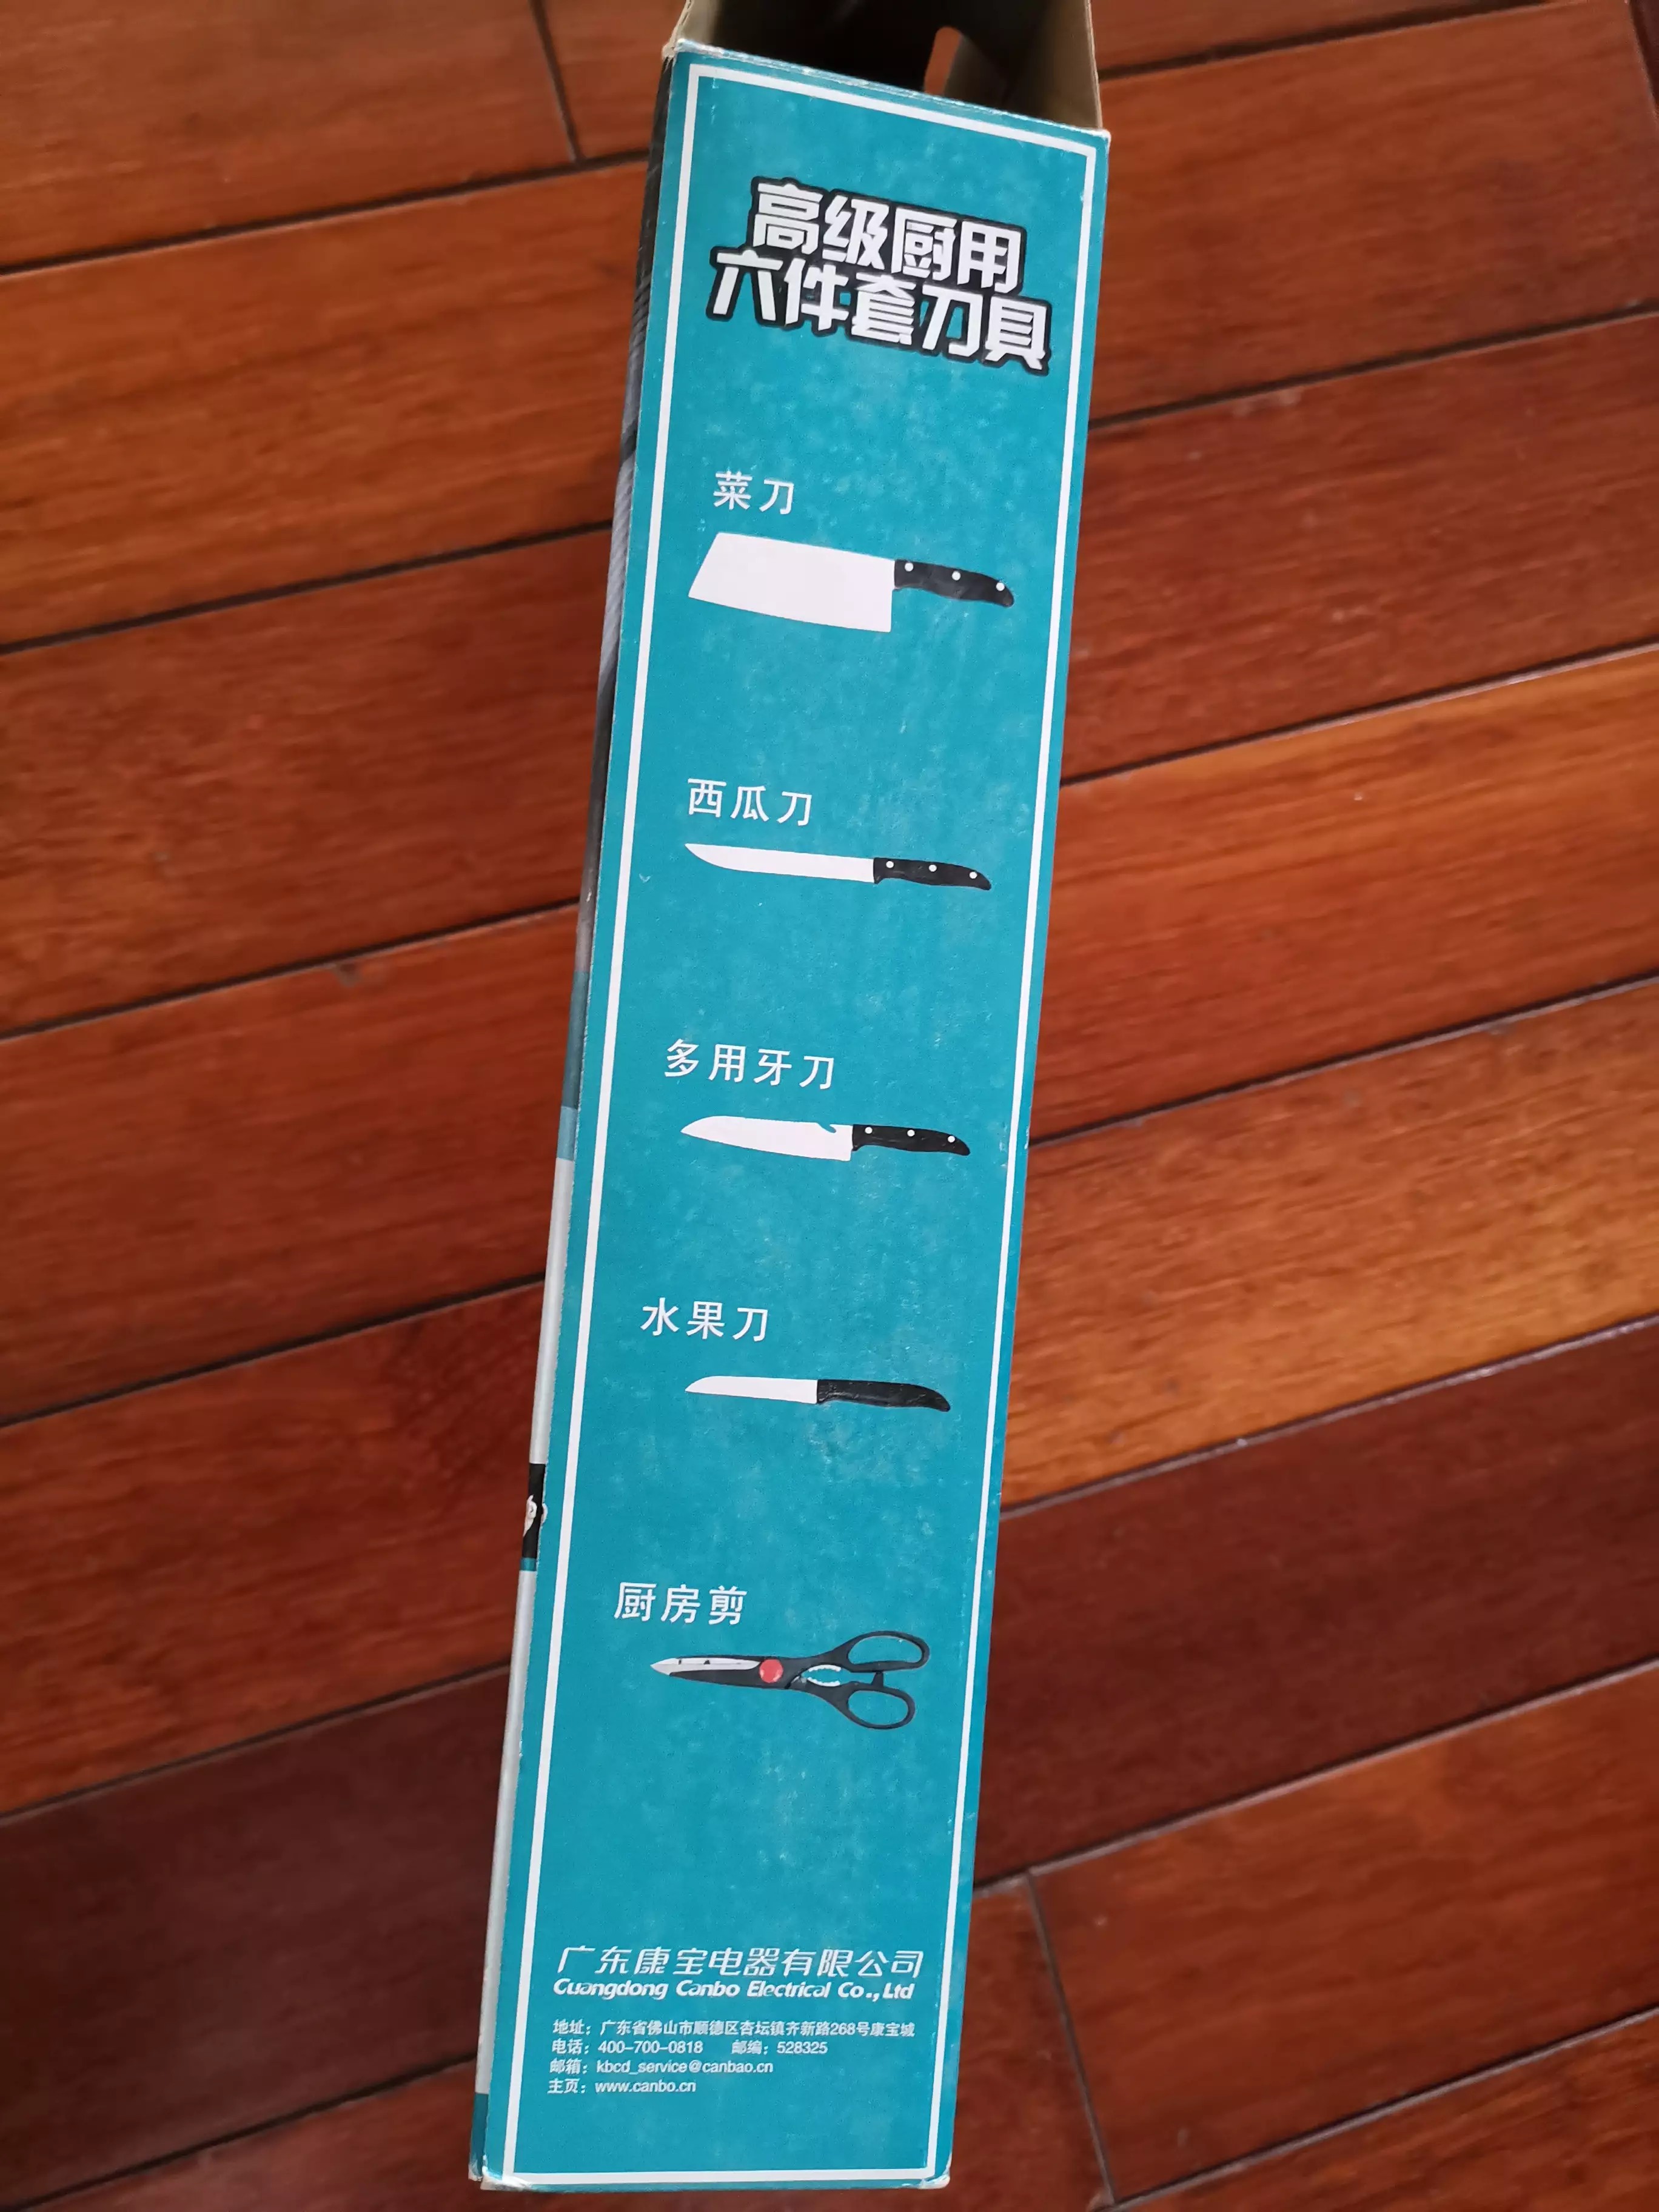 高级厨用
六件套刀具
菜刀
西瓜刀
多用牙刀
水果刀
厨房剪
广东康宝电器有限公司
Guangdong Canbo Electrical Co.,Ltd
地址：广东省佛山市顺德区杏坛镇齐新路268号康宝城
电话：400-700-0818 邮编：528325
邮箱：kbcd_service@canbao.cn
主页：www.canbo.cn